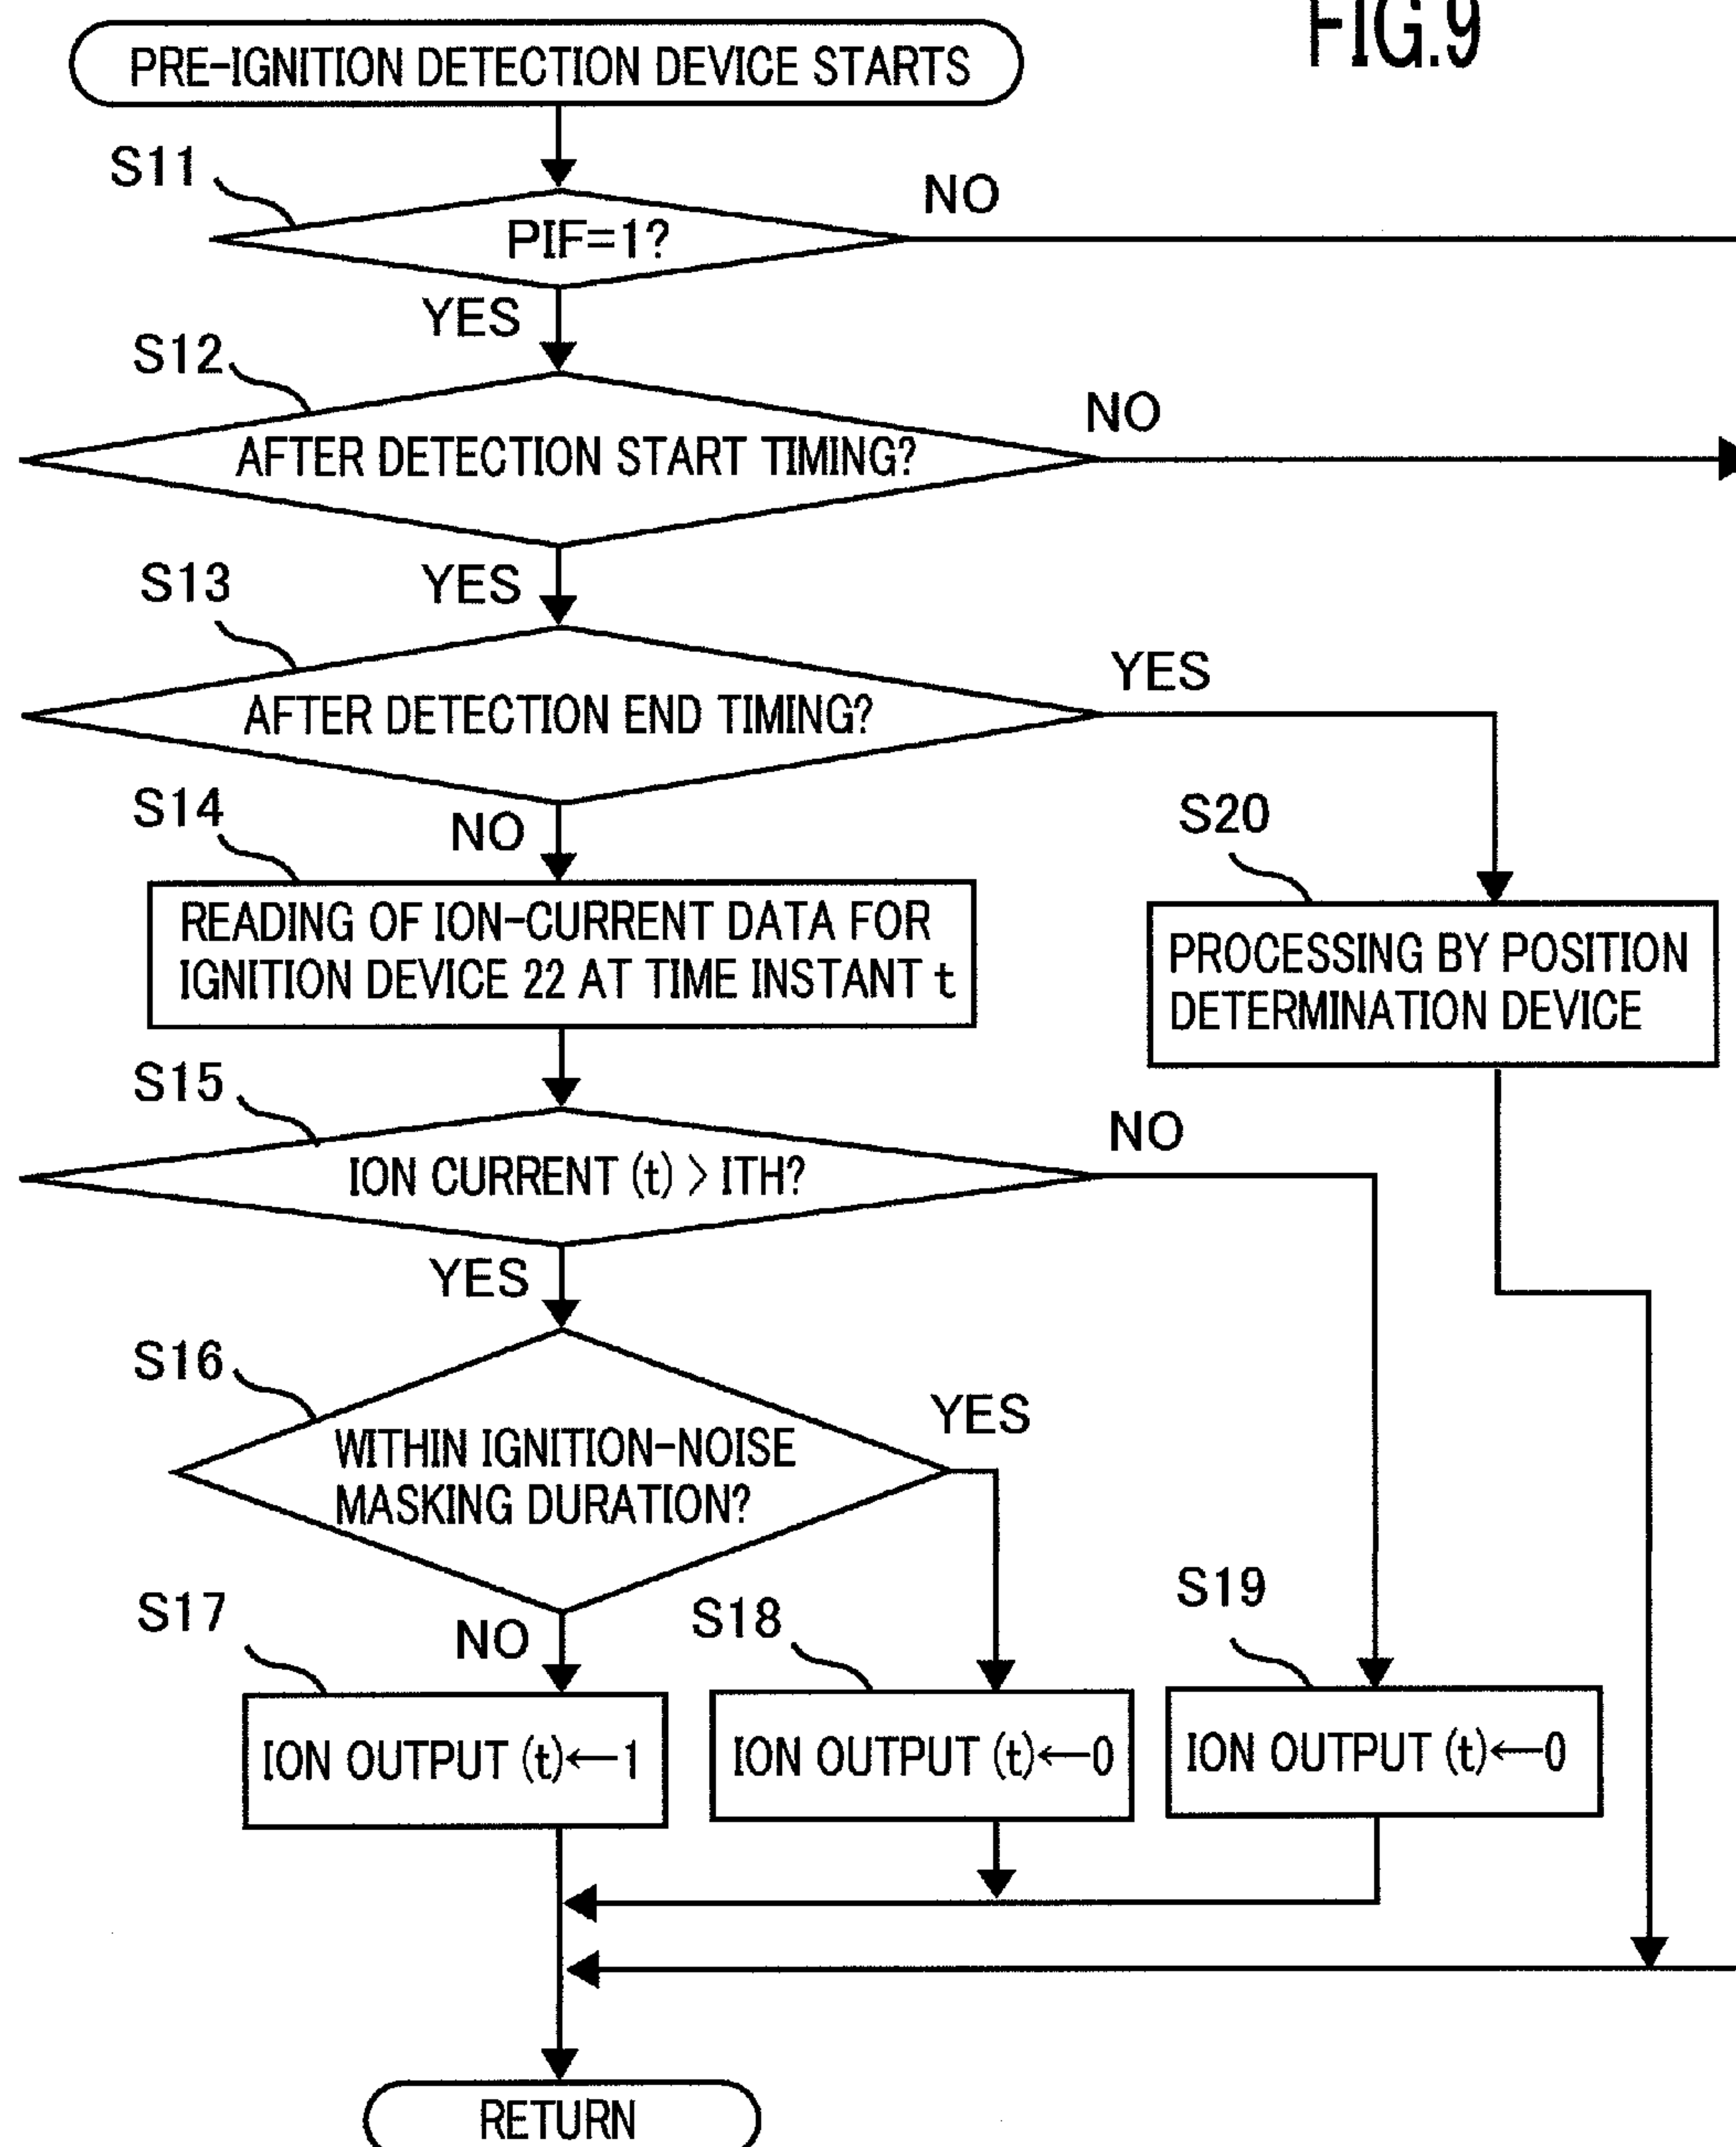 FIG.9
PRE-IGNITION DETECTION DEVICE STARTS
S11
PIF=1?
NO
YES
S12
AFTER DETECTION START TIMING?
NO
YES
S13
AFTER DETECTION END TIMING?
YES
NO
S14
READING OF ION-CURRENT DATA FOR
IGNITION DEVICE 22 AT TIME INSTANT t
S20
PROCESSING BY POSITION
DETERMINATION DEVICE
S15
ION CURRENT (t) > ITH?
NO
YES
S16
WITHIN IGNITION-NOISE
MASKING DURATION?
YES
NO
S17
ION OUTPUT (t)←1
S18
ION OUTPUT (t)←0
S19
ION OUTPUT (t)←0
RETURN